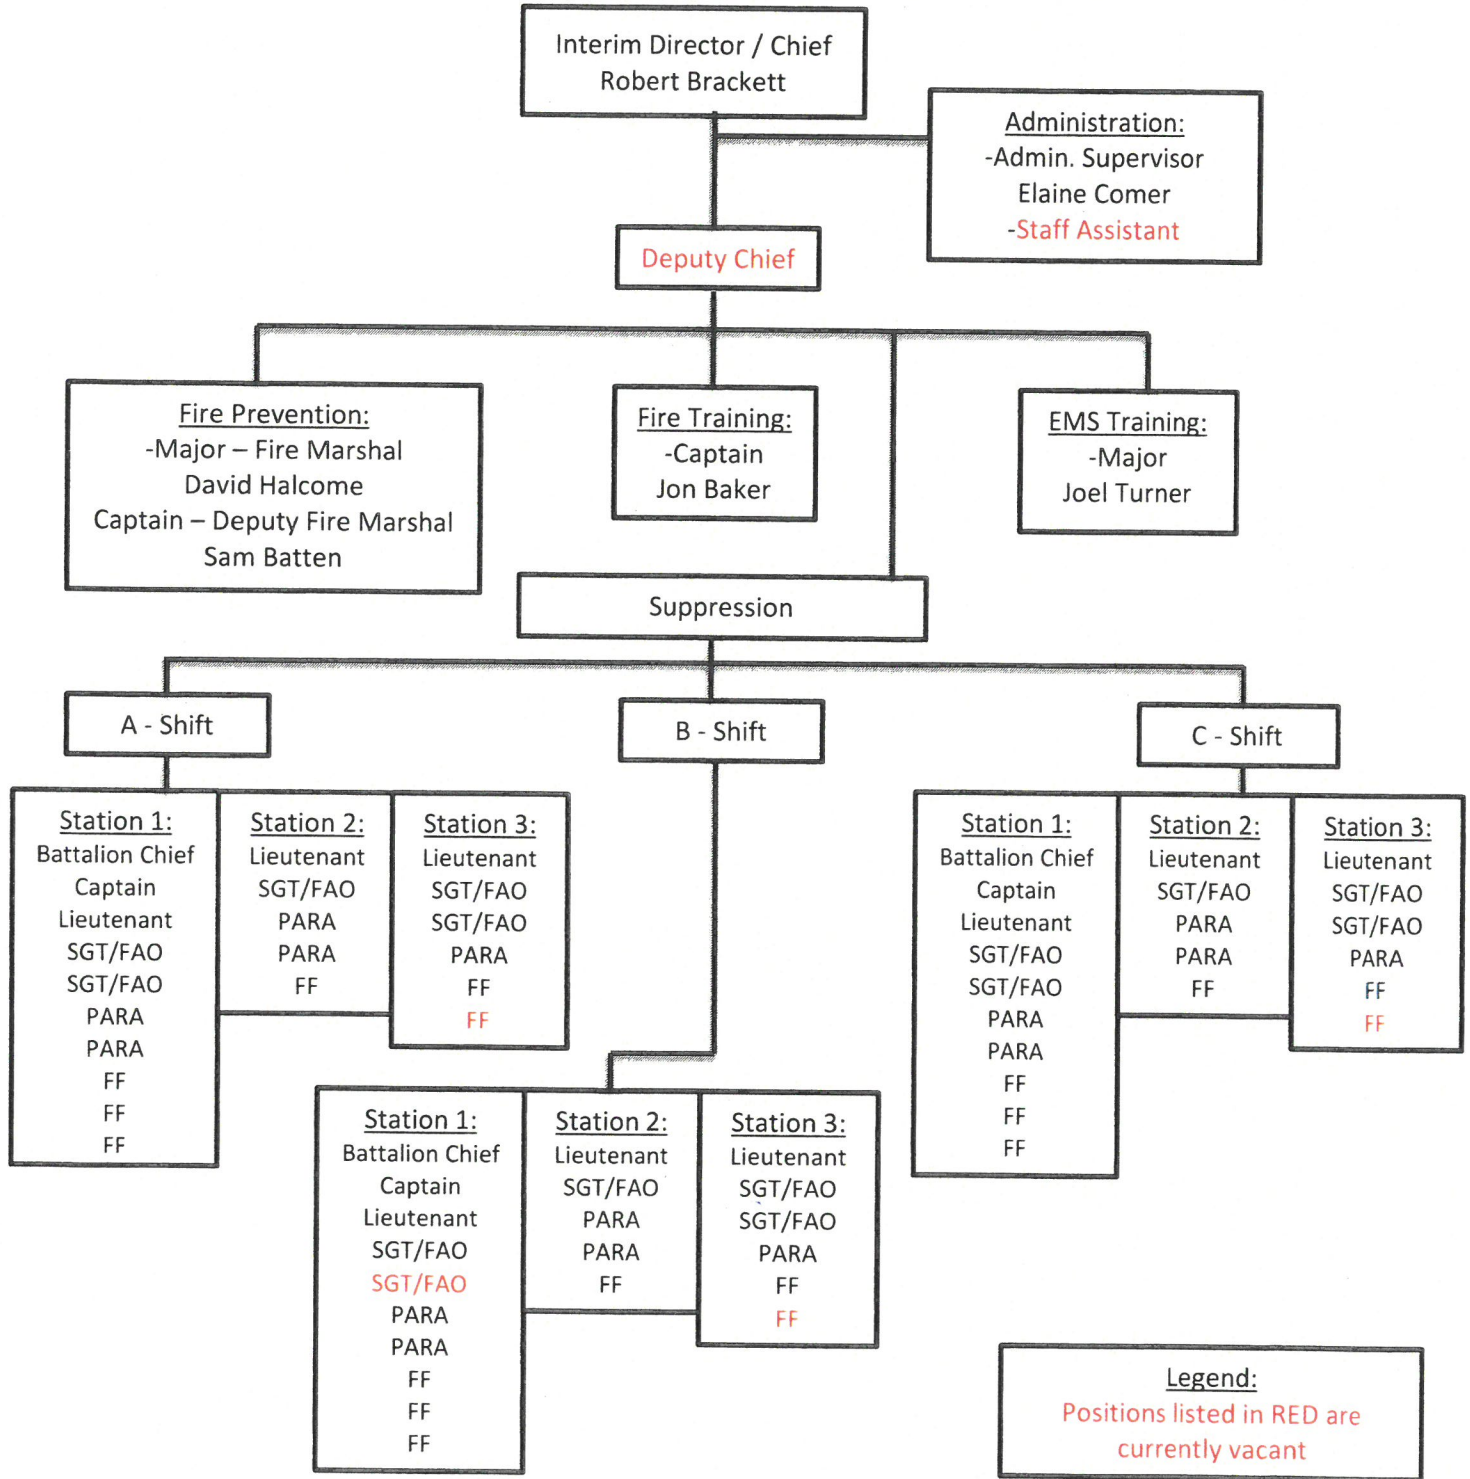 Interim Director / Chief
Robert Brackett
Administration:
-Admin. Supervisor
Elaine Comer
-Staff Assistant
Deputy Chief
Fire Prevention:
-Major – Fire Marshal
David Halcome
Captain – Deputy Fire Marshal
Sam Batten
Fire Training:
-Captain
Jon Baker
EMS Training:
-Major
Joel Turner
Suppression
A - Shift
B - Shift
C - Shift
Station 1:
Battalion Chief
Captain
Lieutenant
SGT/FAO
SGT/FAO
PARA
PARA
FF
FF
FF
Station 2:
Lieutenant
SGT/FAO
PARA
PARA
FF
Station 3:
Lieutenant
SGT/FAO
SGT/FAO
PARA
FF
FF
Station 1:
Battalion Chief
Captain
Lieutenant
SGT/FAO
SGT/FAO
PARA
PARA
FF
FF
FF
Station 2:
Lieutenant
SGT/FAO
PARA
PARA
FF
Station 3:
Lieutenant
SGT/FAO
SGT/FAO
PARA
FF
FF
Station 1:
Battalion Chief
Captain
Lieutenant
SGT/FAO
SGT/FAO
PARA
PARA
FF
FF
FF
Station 2:
Lieutenant
SGT/FAO
PARA
PARA
FF
Station 3:
Lieutenant
SGT/FAO
SGT/FAO
PARA
FF
FF
Legend:
Positions listed in RED are
currently vacant